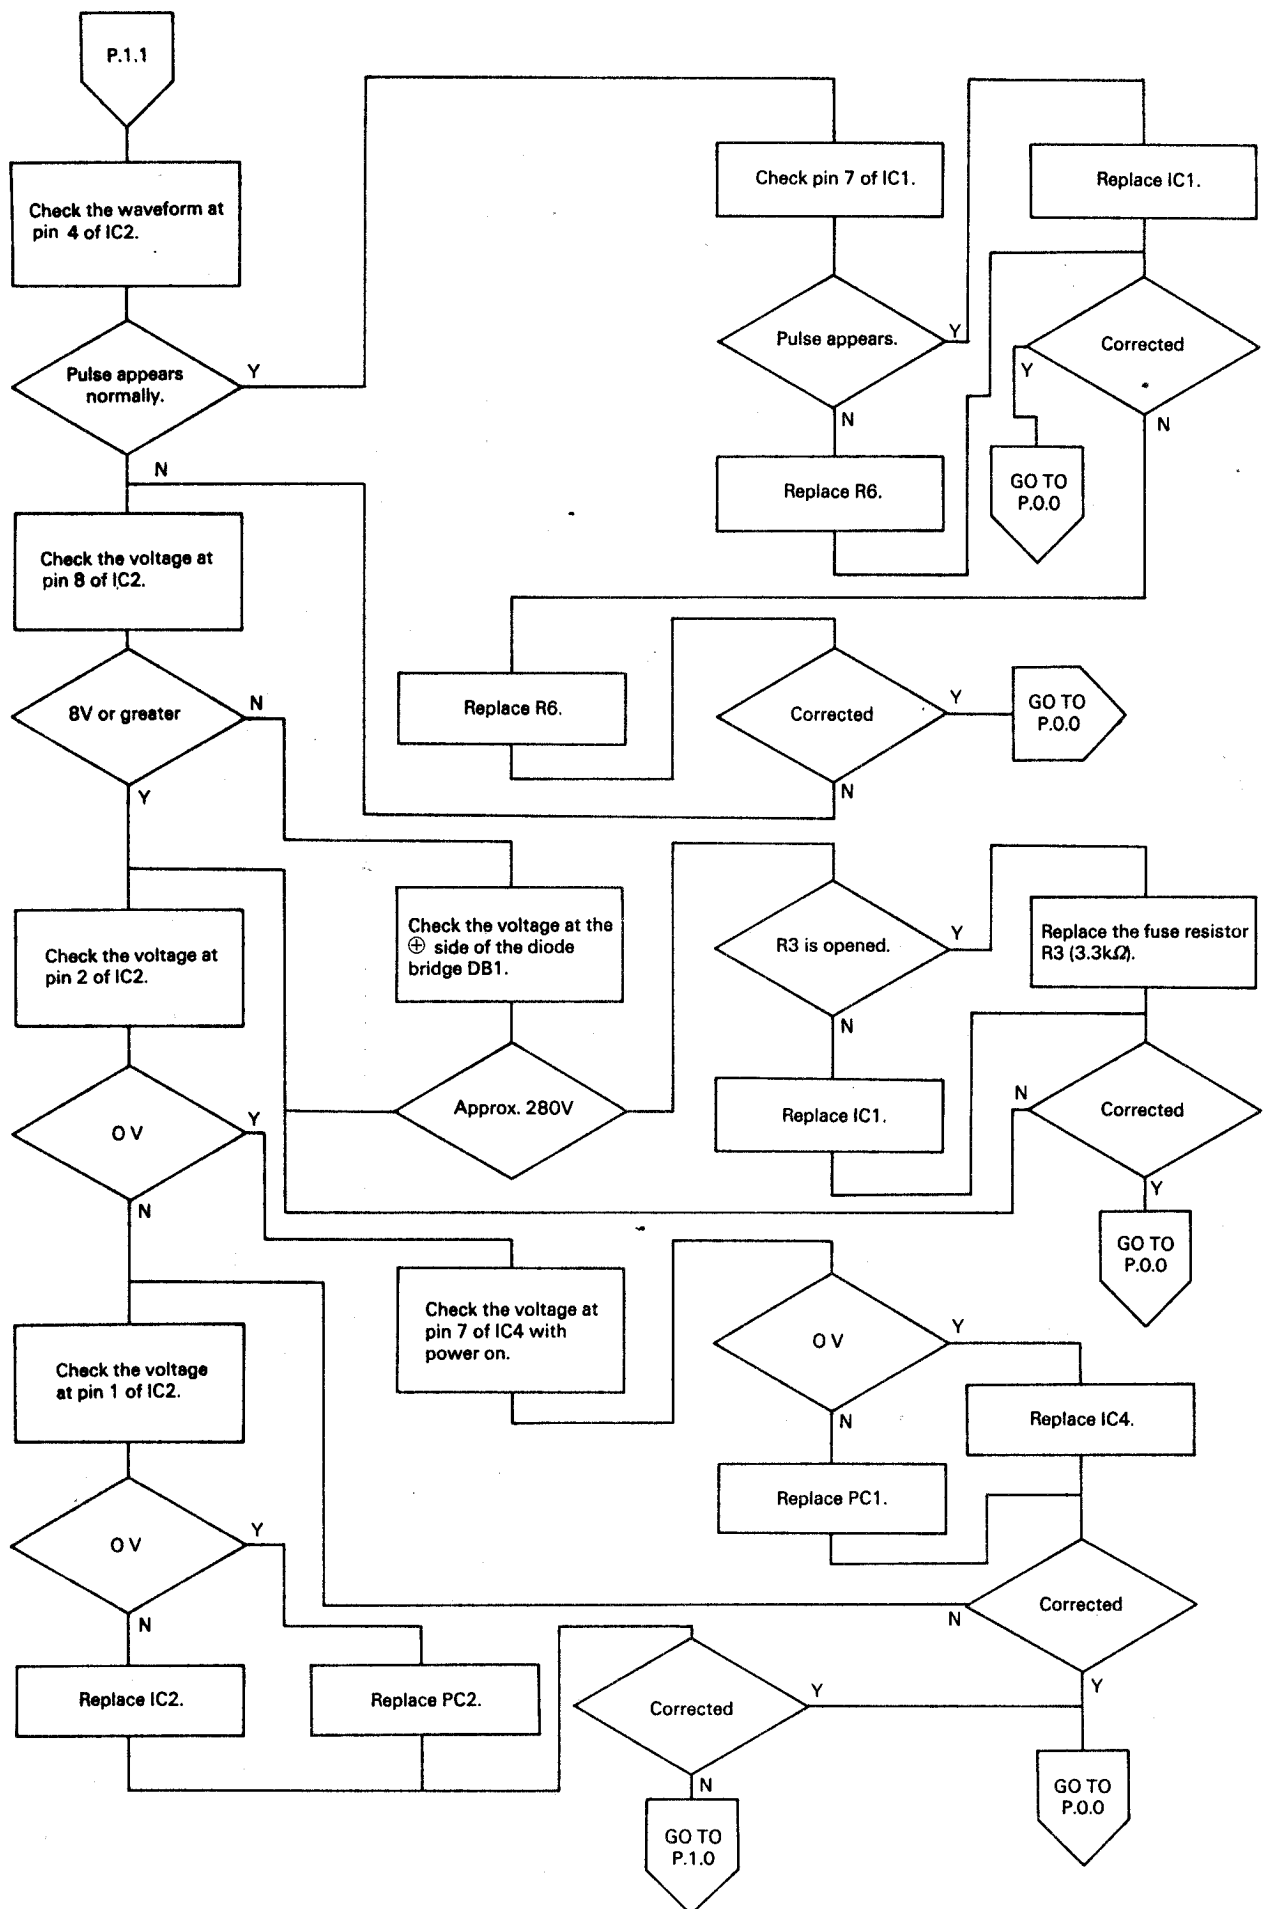 P.1.1
Check the waveform at
pin 4 of IC2.
Pulse appears
normally.
Y
N
Check pin 7 of IC1.
Pulse appears.
Y
N
Replace R6.
Replace IC1.
Corrected
Y
N
GO TO
P.0.0
Check the voltage at
pin 8 of IC2.
8V or greater
N
Y
Replace R6.
Corrected
Y
N
GO TO
P.0.0
Check the voltage at
pin 2 of IC2.
0 V
Y
N
Check the voltage at the
⊕ side of the diode
bridge DB1.
Approx. 280V
R3 is opened.
Y
N
Replace IC1.
Replace the fuse resistor
R3 (3.3kΩ).
Corrected
N
Y
GO TO
P.0.0
Check the voltage at
pin 7 of IC4 with
power on.
0 V
Y
N
Replace IC4.
Replace PC1.
Corrected
N
Y
Check the voltage
at pin 1 of IC2.
0 V
Y
N
Replace IC2.
Replace PC2.
Corrected
Y
N
GO TO
P.1.0
GO TO
P.0.0